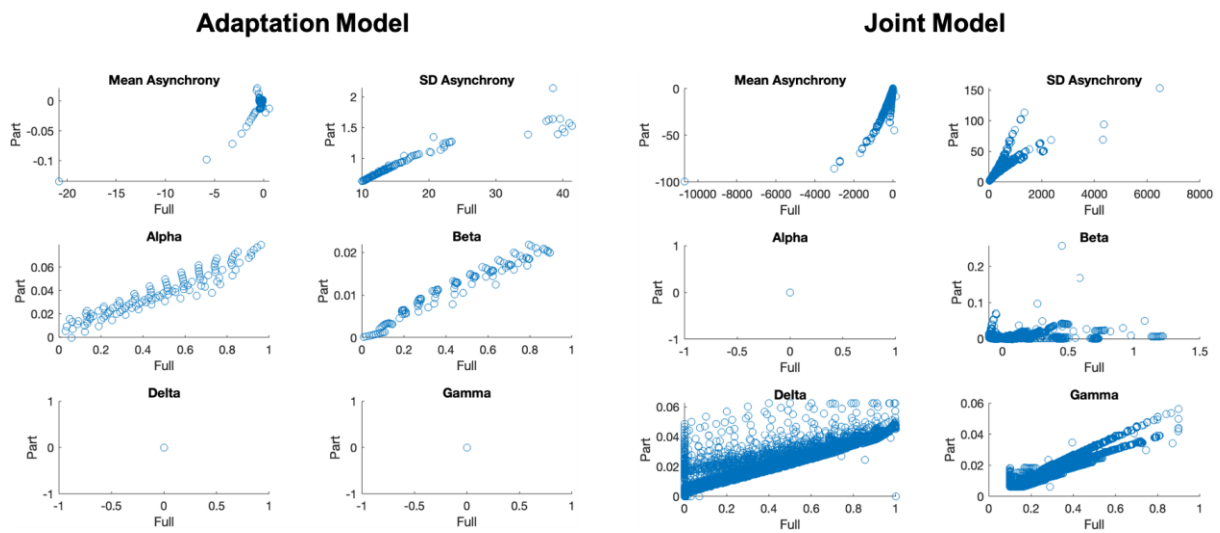 Adaptation Model
Joint Model
Mean Asynchrony
0
-0.05
-0.1
Part
-20 -15 -10 -5 0
Full
SD Asynchrony
2
1.5
1
Part
10 20 30 40
Full
Alpha
0.06
0.04
0.02
0
Part
0 0.2 0.4 0.6 0.8 1
Full
Beta
0.02
0.01
0
Part
0 0.2 0.4 0.6 0.8 1
Full
Delta
1
0
-1
Part
-1 -0.5 0 0.5 1
Full
Gamma
1
0
-1
Part
-1 -0.5 0 0.5 1
Full
Mean Asynchrony
0
-50
-100
Part
-10000 -8000 -6000 -4000 -2000 0
Full
SD Asynchrony
150
100
50
0
Part
0 2000 4000 6000 8000
Full
Alpha
1
0
-1
Part
-1 -0.5 0 0.5 1
Full
Beta
0.2
0.1
0
Part
0 0.5 1 1.5
Full
Delta
0.06
0.04
0.02
0
Part
0 0.2 0.4 0.6 0.8 1
Full
Gamma
0.06
0.04
0.02
0
Part
0 0.2 0.4 0.6 0.8 1
Full